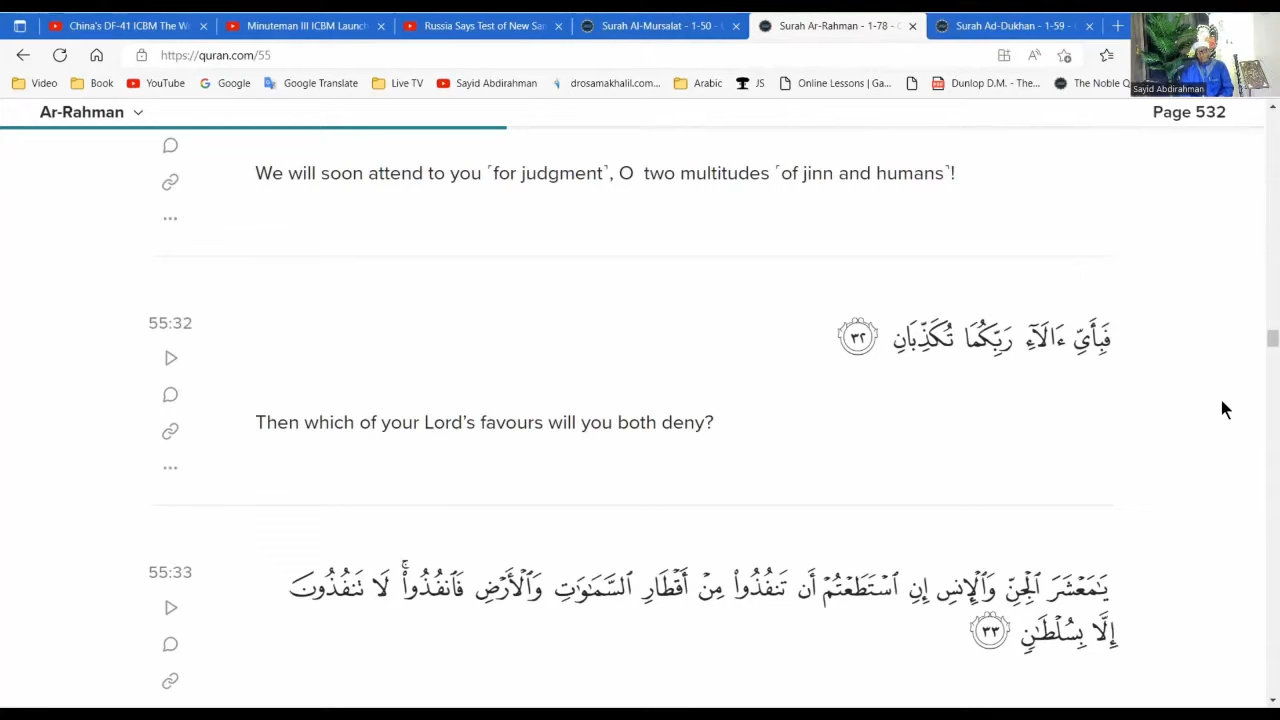 China's DF-41 ICBM The W
Minuteman III ICBM Launch
Russia Says Test of New Sar
Surah Al-Mursalat - 1-50 -
Surah Ar-Rahman - 1-78 -
Surah Ad-Dukhan - 1-59 -
https://quran.com/55
Video
Book
YouTube
Google
Google Translate
Live TV
Sayid Abdirahman
drosamakhalil.com...
Arabic
JS
Online Lessons | Ga...
Dunlop D.M. - The...
The Noble Q
Sayid Abdirahman
Ar-Rahman
Page 532
We will soon attend to you ˹for judgment˺, O two multitudes ˹of jinn and humans˺!
55:32
فَبِأَىِّ ءَالَآءِ رَبِّكُمَا تُكَذِّبَانِ ٣٢
Then which of your Lord's favours will you both deny?
55:33
يَـٰمَعْشَرَ ٱلْجِنِّ وَٱلْإِنسِ إِنِ ٱسْتَطَعْتُمْ أَن تَنفُذُوا۟ مِنْ أَقْطَارِ ٱلسَّمَـٰوَٰتِ وَٱلْأَرْضِ فَٱنفُذُوا۟ ۚ لَا تَنفُذُونَ
إِلَّا بِسُلْطَـٰنٍۢ ٣٣